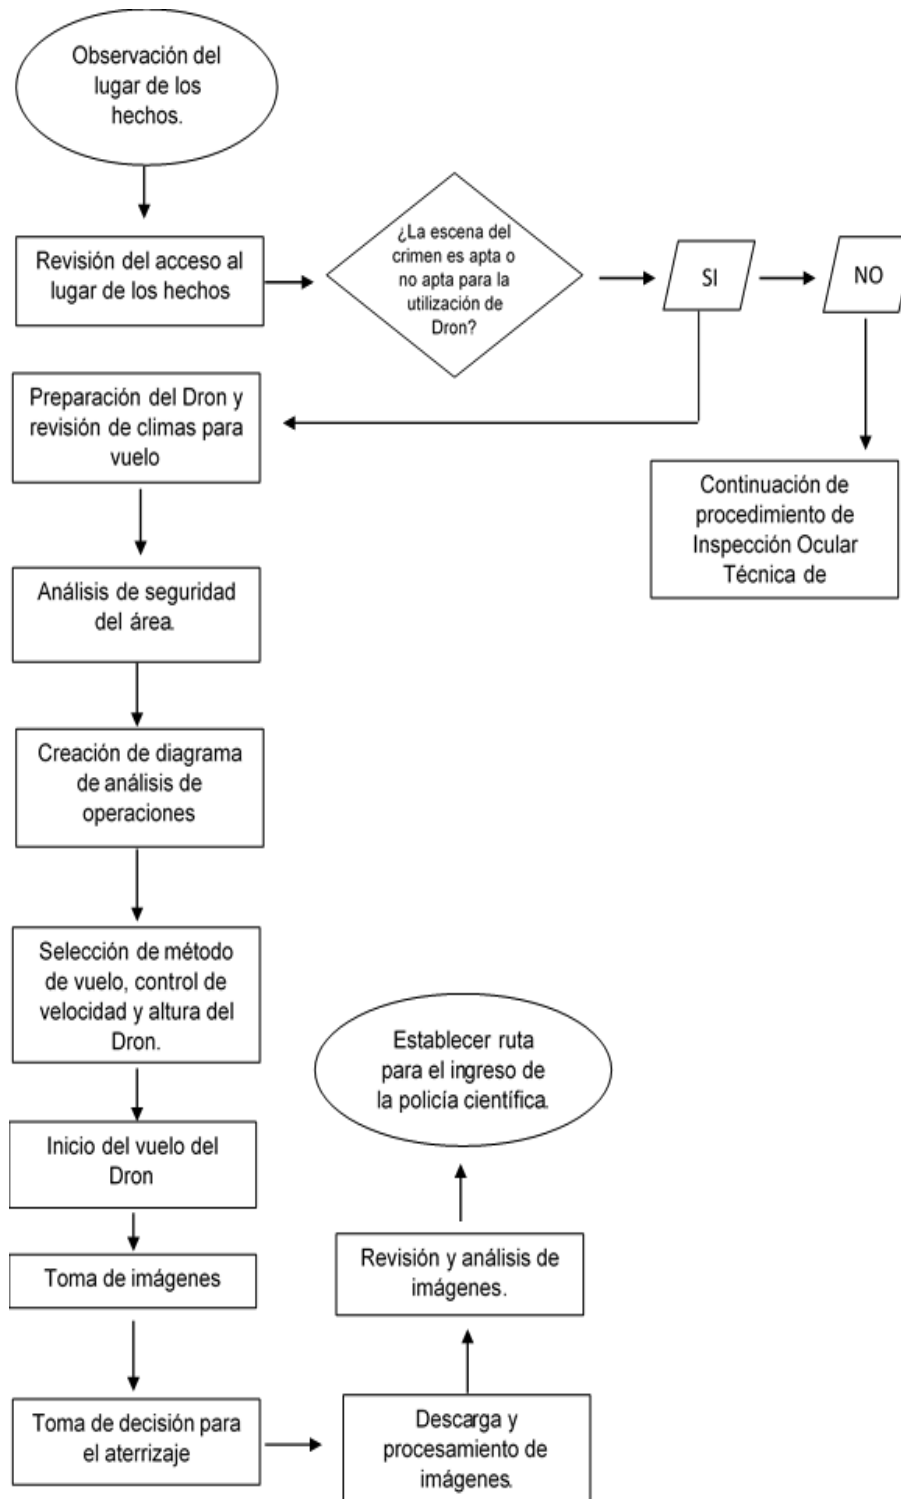 Observación del
lugar de los
hechos.
Revisión del acceso al
lugar de los hechos
¿La escena del
crimen es apta o
no apta para la
utilización de
Dron?
SI
NO
Preparación del Dron y
revisión de climas para
vuelo
Continuación de
procedimiento de
Inspección Ocular
Técnica de
Análisis de seguridad
del área.
Creación de diagrama
de análisis de
operaciones
Selección de método
de vuelo, control de
velocidad y altura del
Dron.
Inicio del vuelo del
Dron
Toma de imágenes
Toma de decisión para
el aterrizaje
Descarga y
procesamiento de
imágenes.
Revisión y análisis de
imágenes.
Establecer ruta
para el ingreso de
la policía científica.